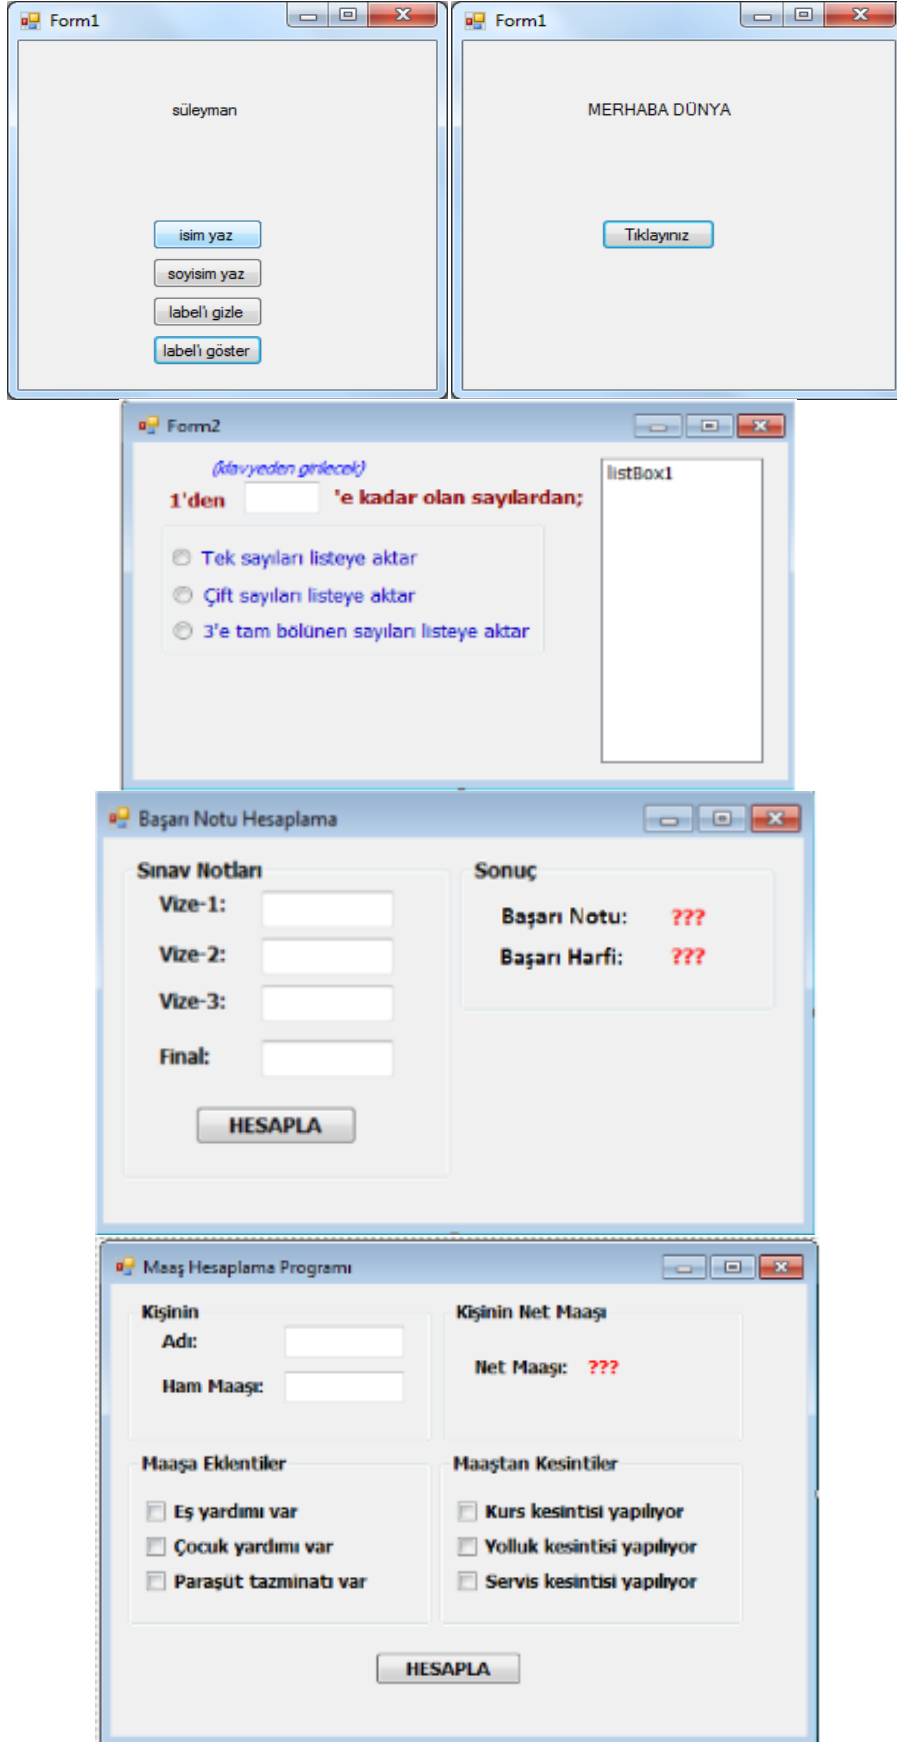 Form1
süleyman
isim yaz
soyisim yaz
label'ı gizle
label'ı göster
Form1
MERHABA DÜNYA
Tıklayınız
Form2
(klavyeden girilecek)
1'den 'e kadar olan sayılardan;
Tek sayıları listeye aktar
Çift sayıları listeye aktar
3'e tam bölünen sayıları listeye aktar
listBox1
Başarı Notu Hesaplama
Sınav Notları
Vize-1:
Vize-2:
Vize-3:
Final:
HESAPLA
Sonuç
Başarı Notu: ???
Başarı Harfi: ???
Maaş Hesaplama Programı
Kişinin
Adı:
Ham Maaşı:
Kişinin Net Maaşı
Net Maaşı: ???
Maaşa Eklentiler
Eş yardımı var
Çocuk yardımı var
Paraşüt tazminatı var
Maaştan Kesintiler
Kurs kesintisi yapılıyor
Yolluk kesintisi yapılıyor
Servis kesintisi yapılıyor
HESAPLA